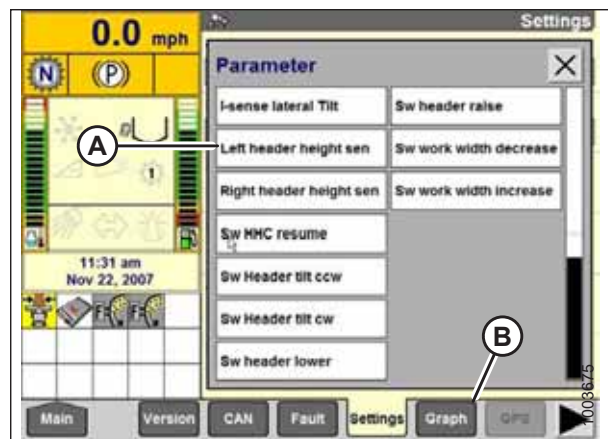 Settings
0.0 mph
N
(P)
Parameter
I-sense lateral Tilt
Sw header raise
D
A
Left header height sen
Sw work width decrease
1
Right header height sen
Sw work width increase
Sw HHC resume
11:31 am
Nov 22, 2007
Sw Header tilt ccw
F
F
Sw Header tilt cw
B
Sw header lower
1003675
Main
Version
CAN
Fault
Settings
Graph
GPS